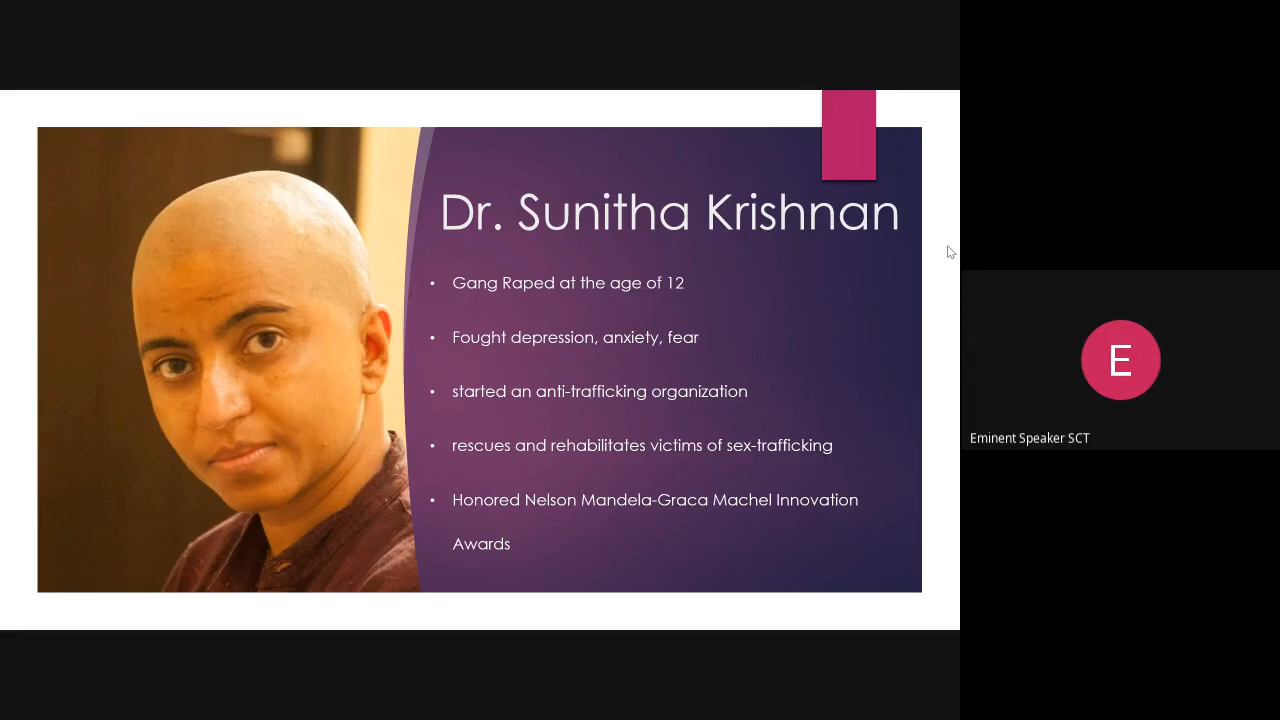 Dr. Sunitha Krishnan
• Gang Raped at the age of 12
• Fought depression, anxiety, fear
• started an anti-trafficking organization
• rescues and rehabilitates victims of sex-trafficking
• Honored Nelson Mandela-Graca Machel Innovation
Awards
E
Eminent Speaker SCT